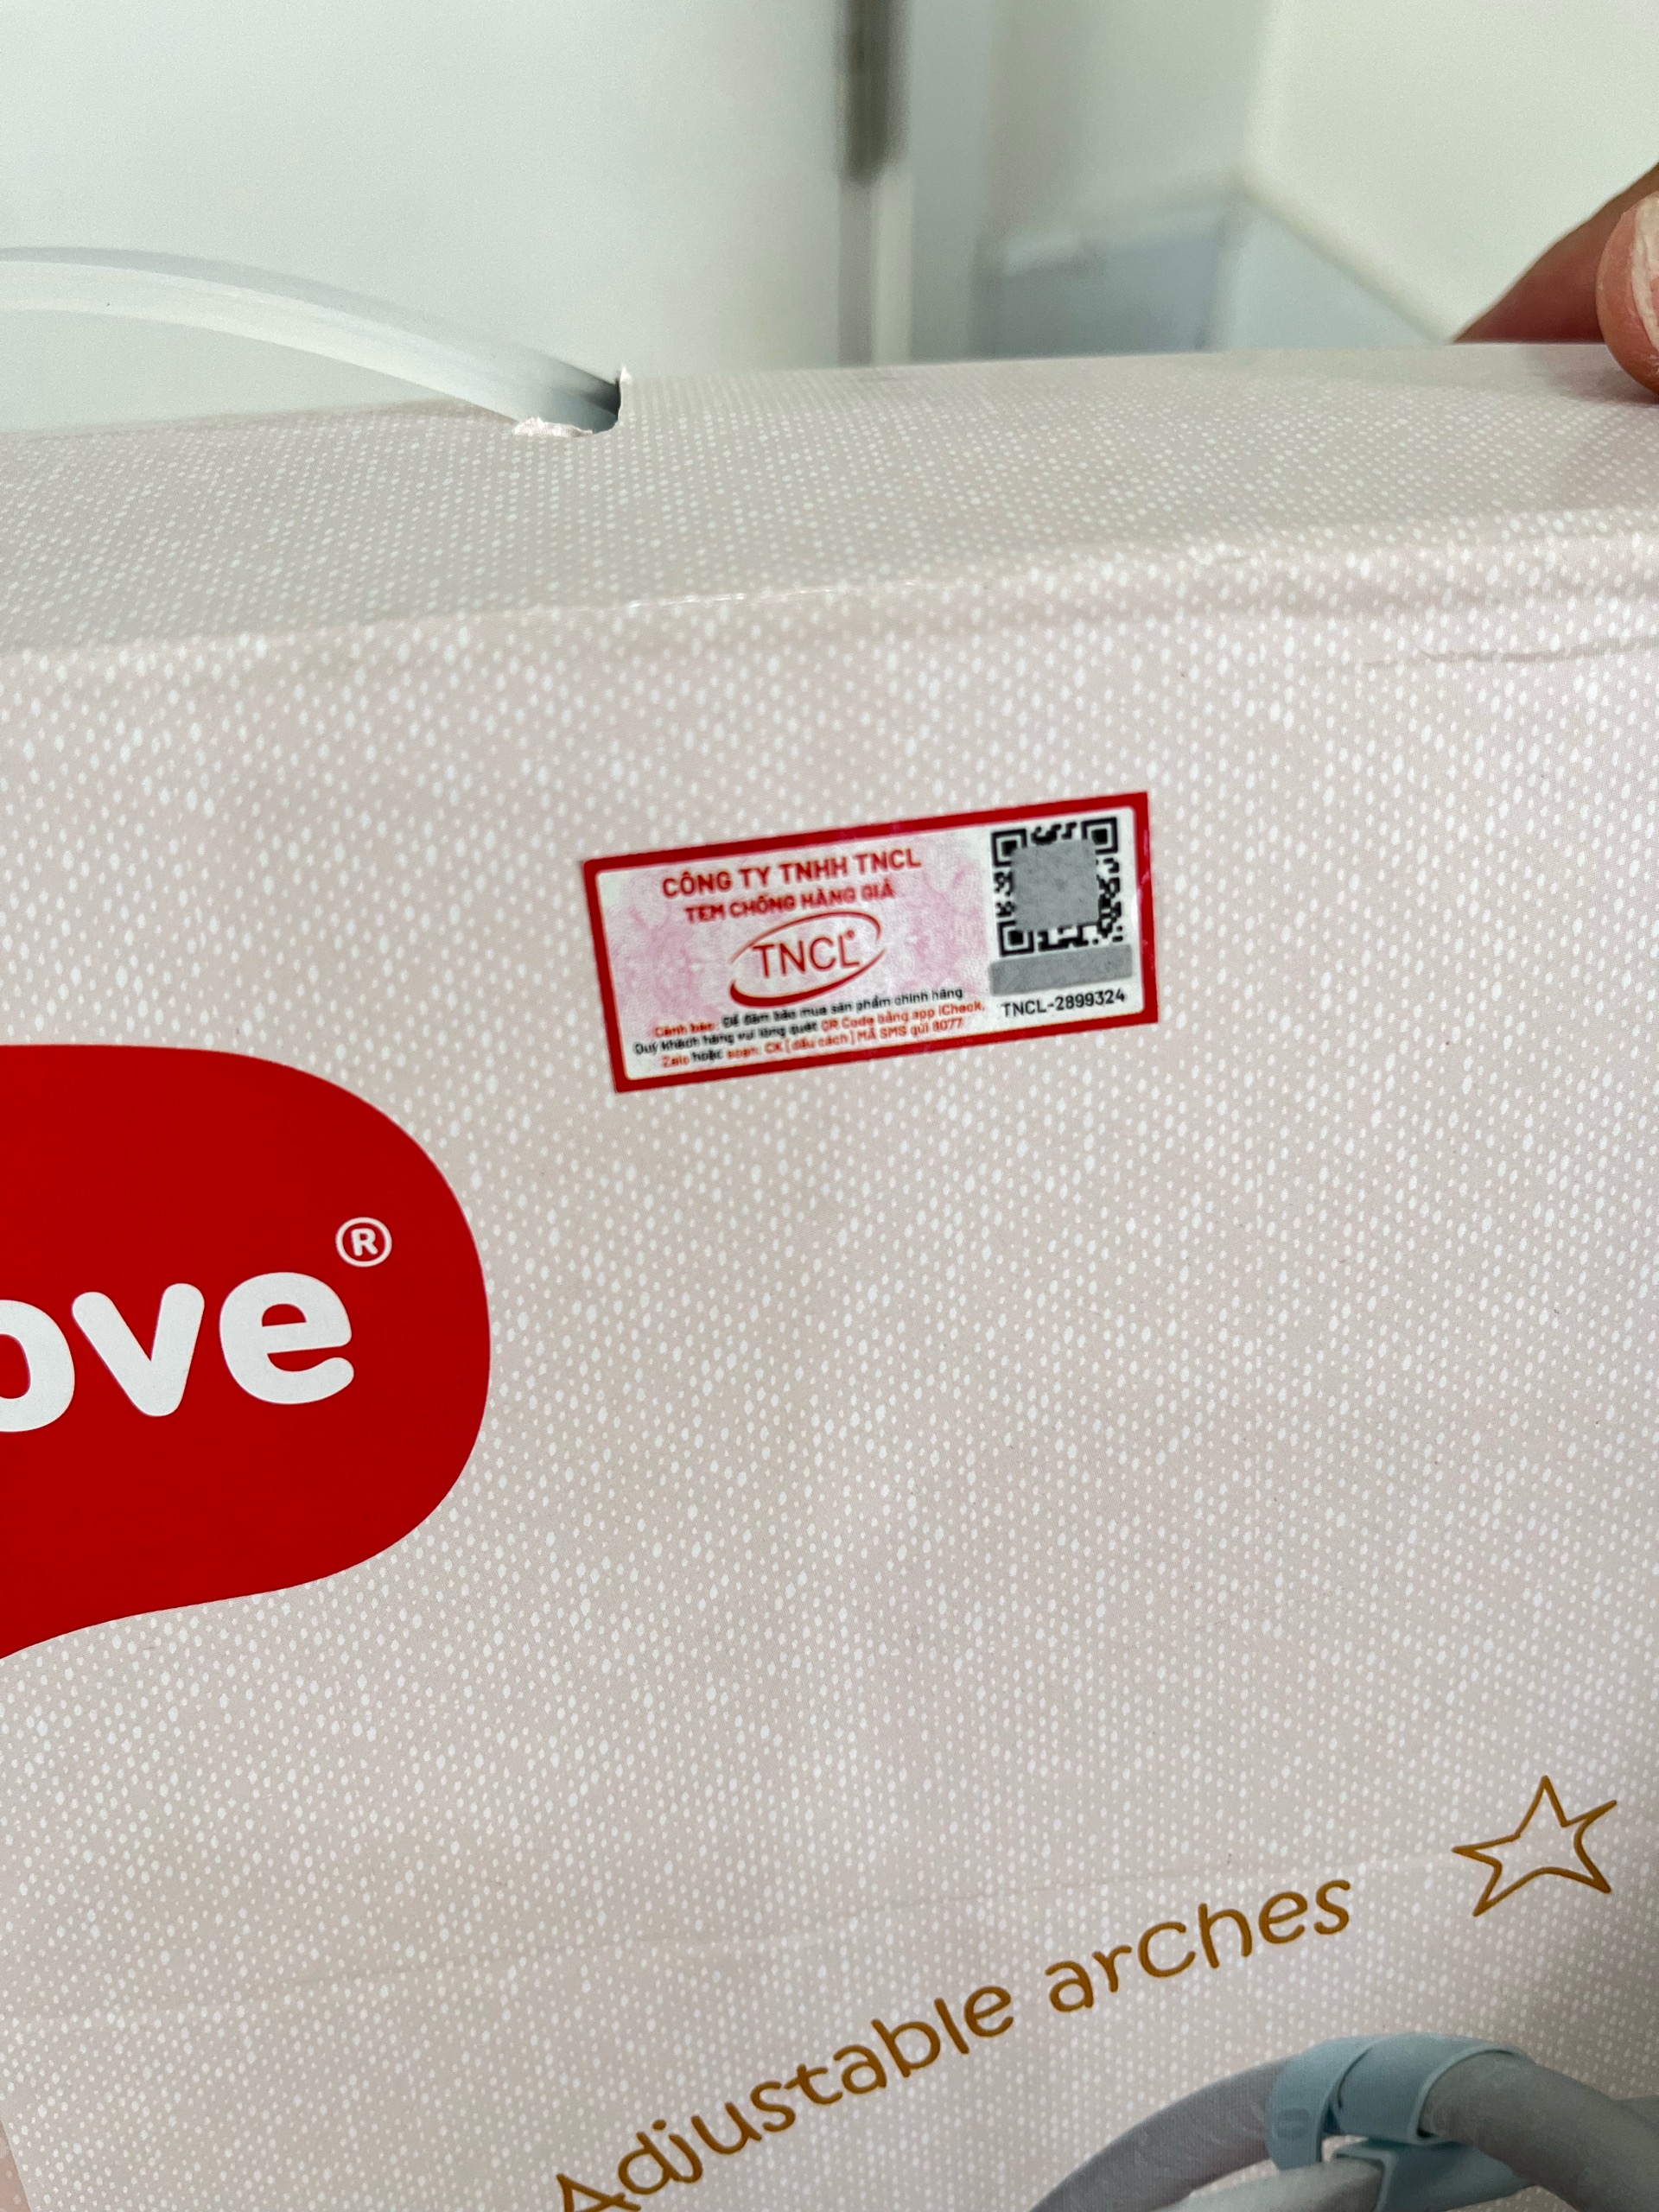 CÔNG TY TNHH TNCL
TEM CHỐNG HÀNG GIẢ
TNCL®
Cảnh báo: Để đảm bảo mua sản phẩm chính hãng
Quý khách hàng vui lòng quét QR Code bằng app iCheck,
Zalo hoặc soạn: CK [dấu cách] MÃ SMS gửi 8077
TNCL-2899324
ove®
Adjustable arches